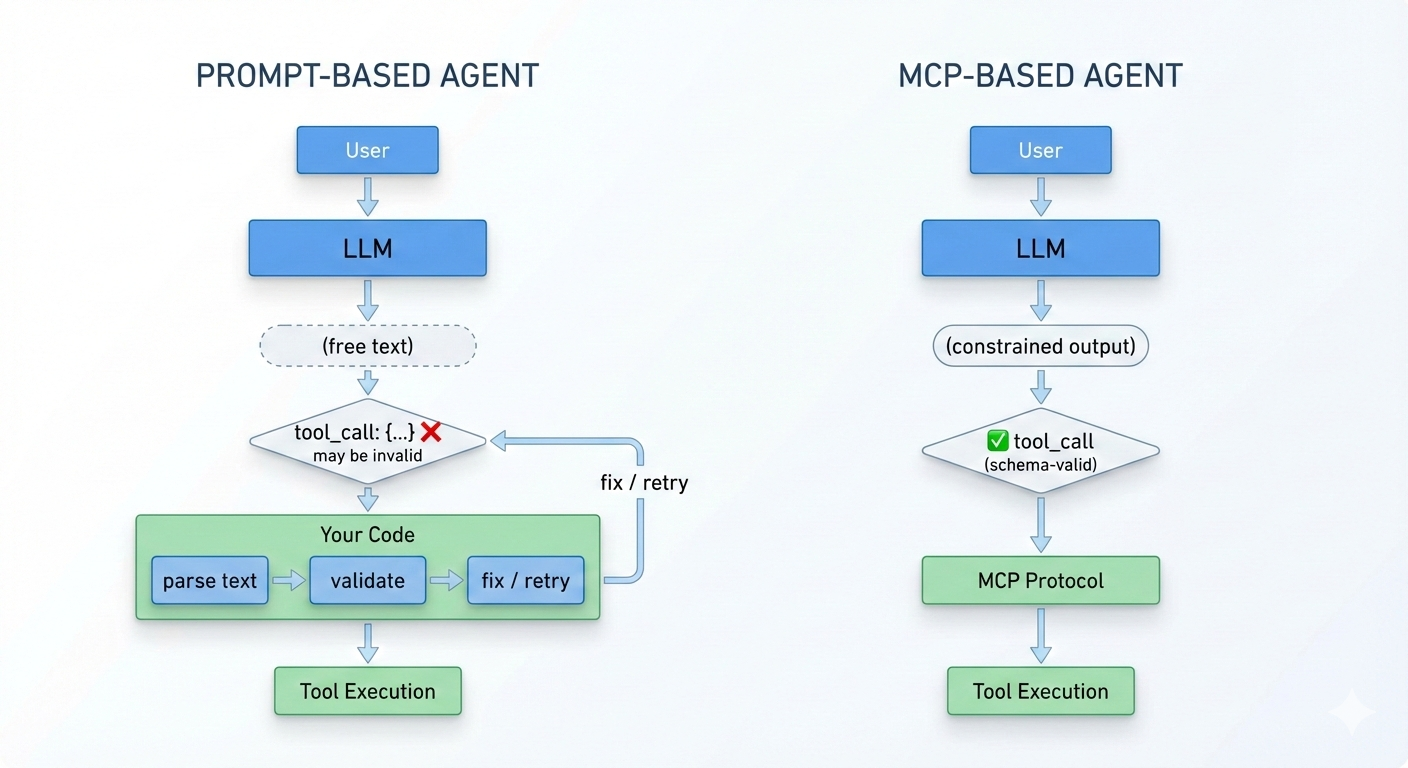 PROMPT-BASED AGENT
User
LLM
(free text)
tool_call: {...} ❌
may be invalid
fix / retry
Your Code
parse text
validate
fix / retry
Tool Execution
MCP-BASED AGENT
User
LLM
(constrained output)
✅ tool_call
(schema-valid)
MCP Protocol
Tool Execution